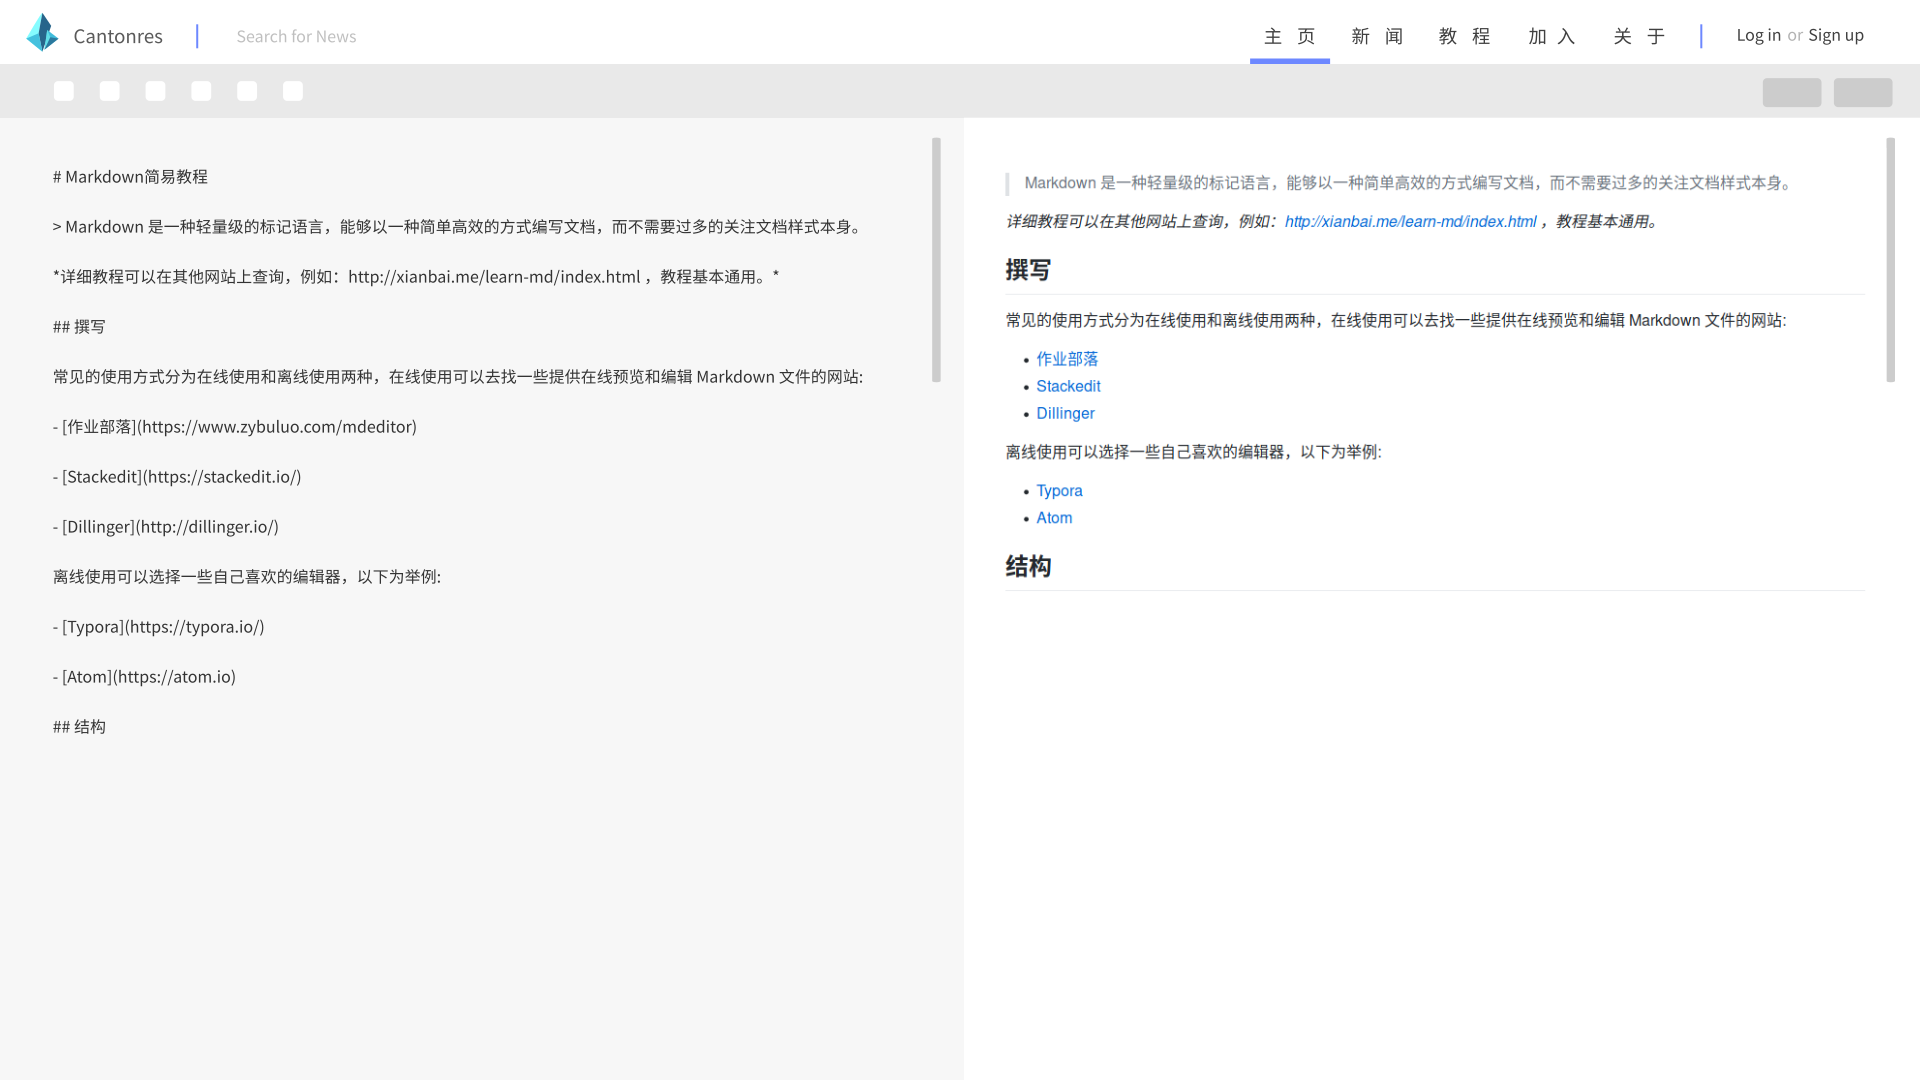 Cantonres
Search for News
主 页 新 闻 教 程 加 入 关 于
Log in or Sign up
# Markdown简易教程
> Markdown 是一种轻量级的标记语言，能够以一种简单高效的方式编写文档，而不需要过多的关注文档样式本身。
*详细教程可以在其他网站上查询，例如：http://xianbai.me/learn-md/index.html ，教程基本通用。*
## 撰写
常见的使用方式分为在线使用和离线使用两种，在线使用可以去找一些提供在线预览和编辑 Markdown 文件的网站:
- [作业部落](https://www.zybuluo.com/mdeditor)
- [Stackedit](https://stackedit.io/)
- [Dillinger](http://dillinger.io/)
离线使用可以选择一些自己喜欢的编辑器，以下为举例:
- [Typora](https://typora.io/)
- [Atom](https://atom.io)
## 结构
Markdown 是一种轻量级的标记语言，能够以一种简单高效的方式编写文档，而不需要过多的关注文档样式本身。
详细教程可以在其他网站上查询，例如：http://xianbai.me/learn-md/index.html ，教程基本通用。
撰写
常见的使用方式分为在线使用和离线使用两种，在线使用可以去找一些提供在线预览和编辑 Markdown 文件的网站:
• 作业部落
• Stackedit
• Dillinger
离线使用可以选择一些自己喜欢的编辑器，以下为举例:
• Typora
• Atom
结构